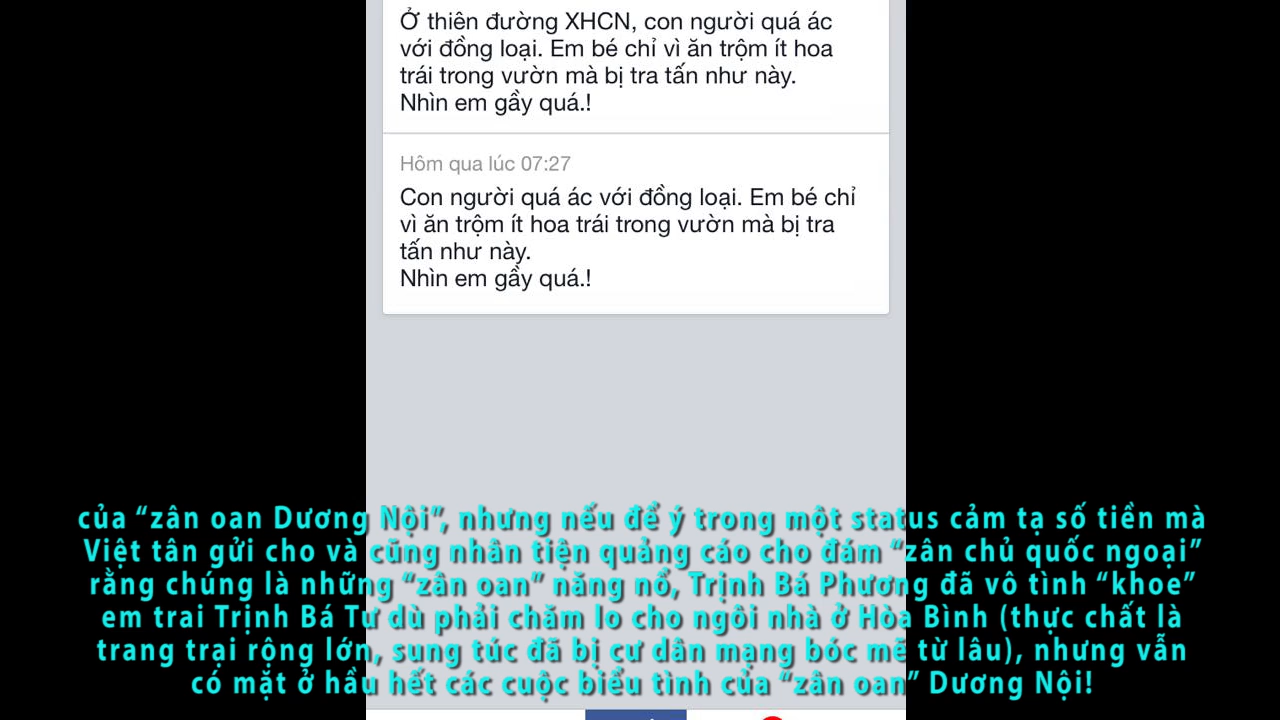 Ở thiên đường XHCN, con người quá ác
với đồng loại. Em bé chỉ vì ăn trộm ít hoa
trái trong vườn mà bị tra tấn như này.
Nhìn em gầy quá.!
Hôm qua lúc 07:27
Con người quá ác với đồng loại. Em bé chỉ
vì ăn trộm ít hoa trái trong vườn mà bị tra
tấn như này.
Nhìn em gầy quá.!
của “zân oan Dương Nội”, nhưng nếu để ý trong một status cảm tạ số tiền mà
Việt tân gửi cho và cũng nhân tiện quảng cáo cho đám “zân chủ quốc ngoại”
rằng chúng là những “zân oan” năng nổ, Trịnh Bá Phương đã vô tình “khoe”
em trai Trịnh Bá Tư dù phải chăm lo cho ngôi nhà ở Hòa Bình (thực chất là
trang trại rộng lớn, sung túc đã bị cư dân mạng bóc mẽ từ lâu), nhưng vẫn
có mặt ở hầu hết các cuộc biểu tình của “zân oan” Dương Nội!